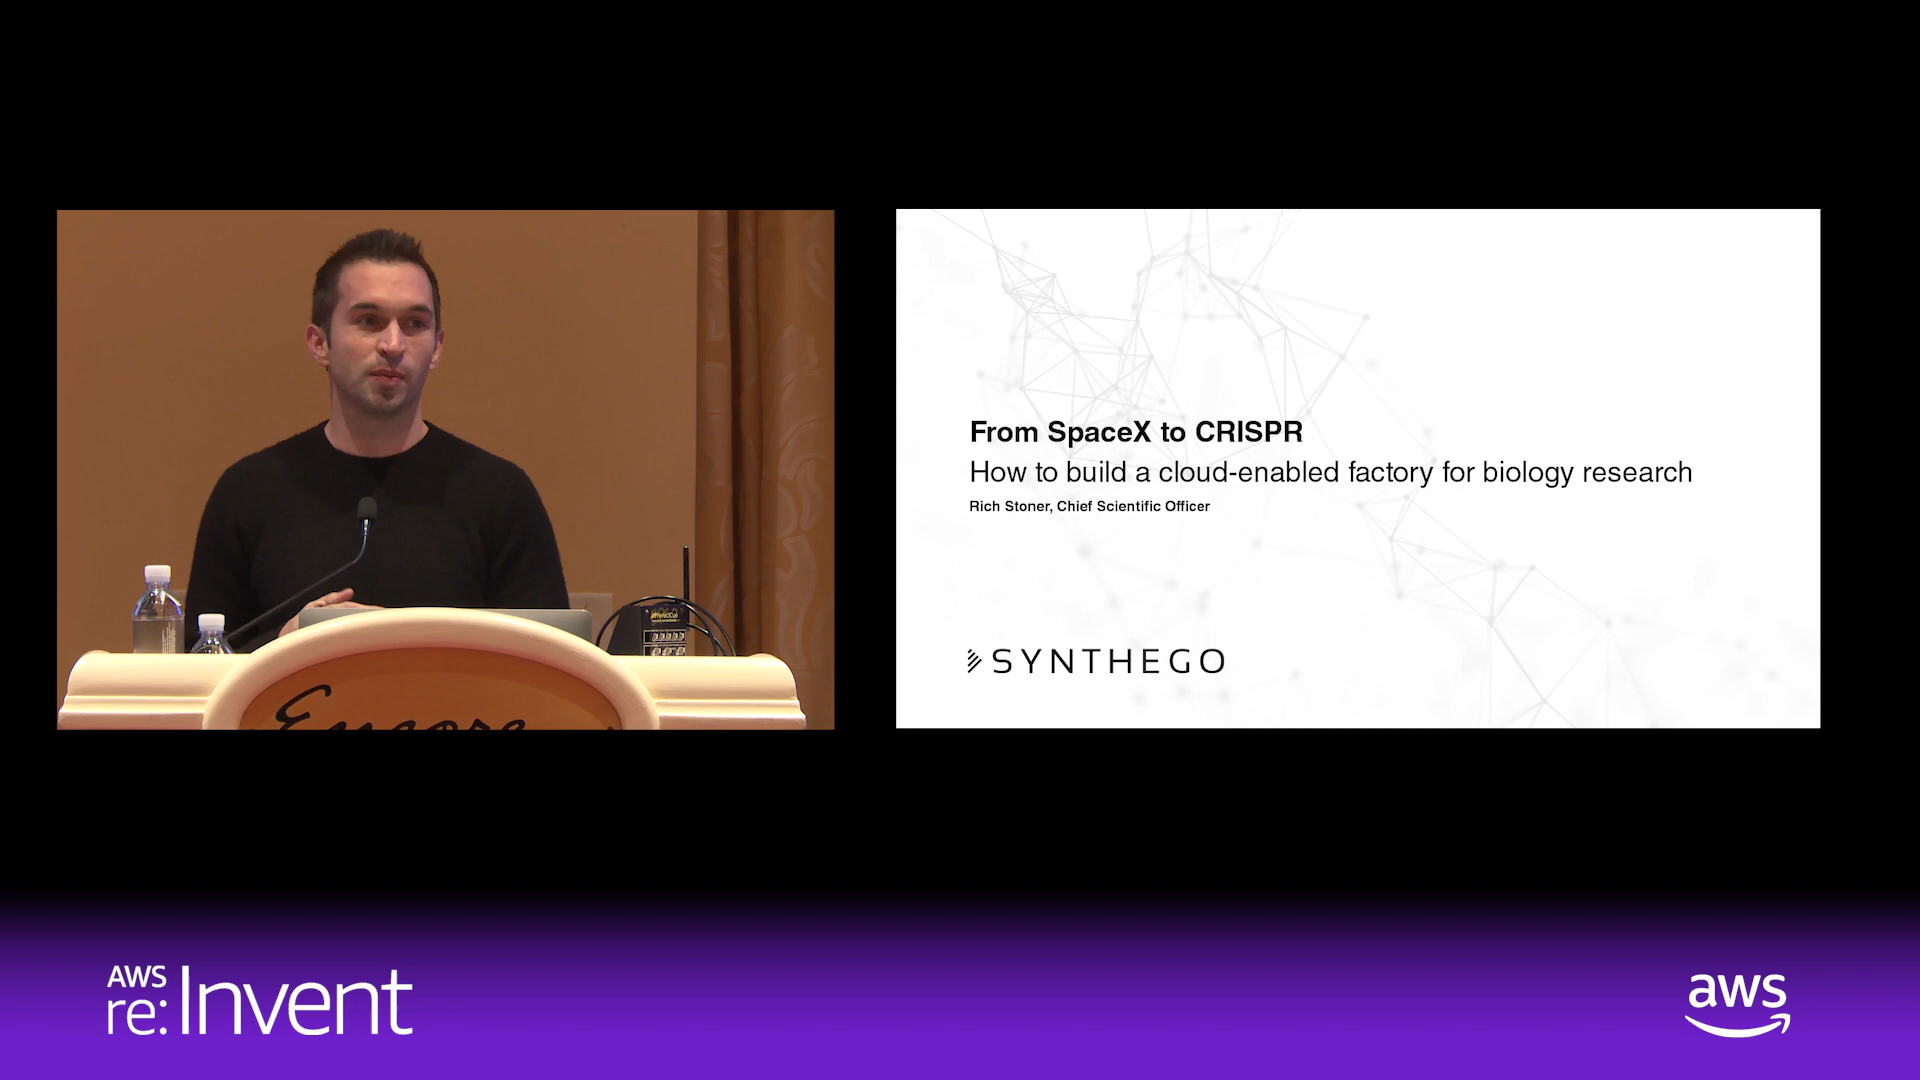 From SpaceX to CRISPR
How to build a cloud-enabled factory for biology research
Rich Stoner, Chief Scientific Officer
SYNTHEGO
Encore
AWS
re:Invent
aws